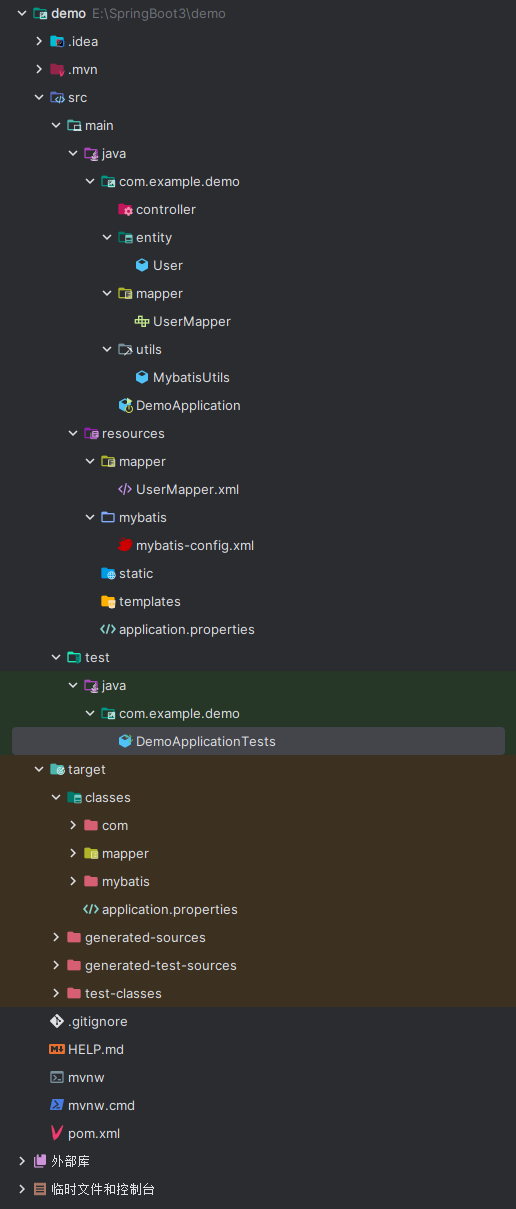 demo E:\SpringBoot3\demo
.idea
.mvn
src
main
java
com.example.demo
controller
entity
User
mapper
UserMapper
utils
MybatisUtils
DemoApplication
resources
mapper
UserMapper.xml
mybatis
mybatis-config.xml
static
templates
application.properties
test
java
com.example.demo
DemoApplicationTests
target
classes
com
mapper
mybatis
application.properties
generated-sources
generated-test-sources
test-classes
.gitignore
HELP.md
mvnw
mvnw.cmd
pom.xml
外部库
临时文件和控制台